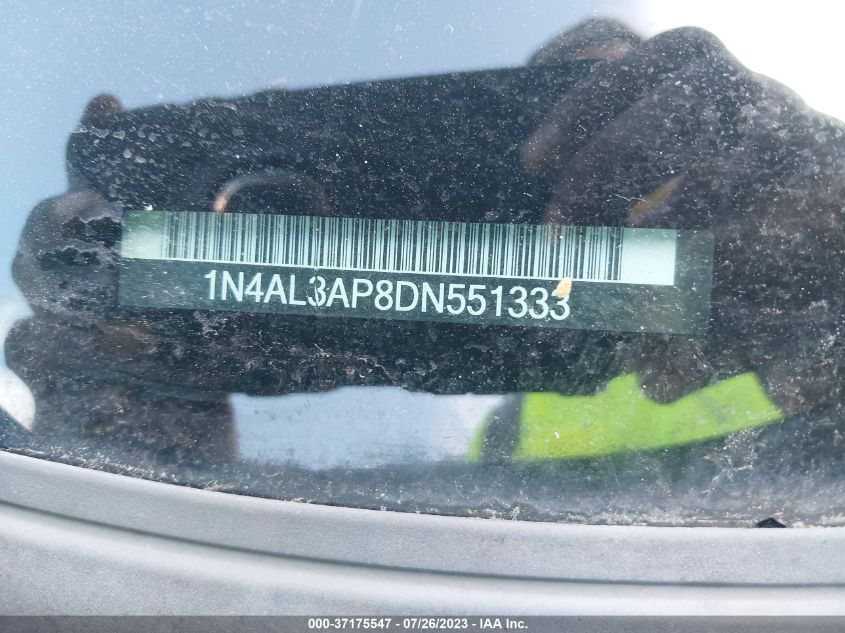 1N4AL3AP8DN551333
000-37175547 - 07/26/2023 - IAA Inc.